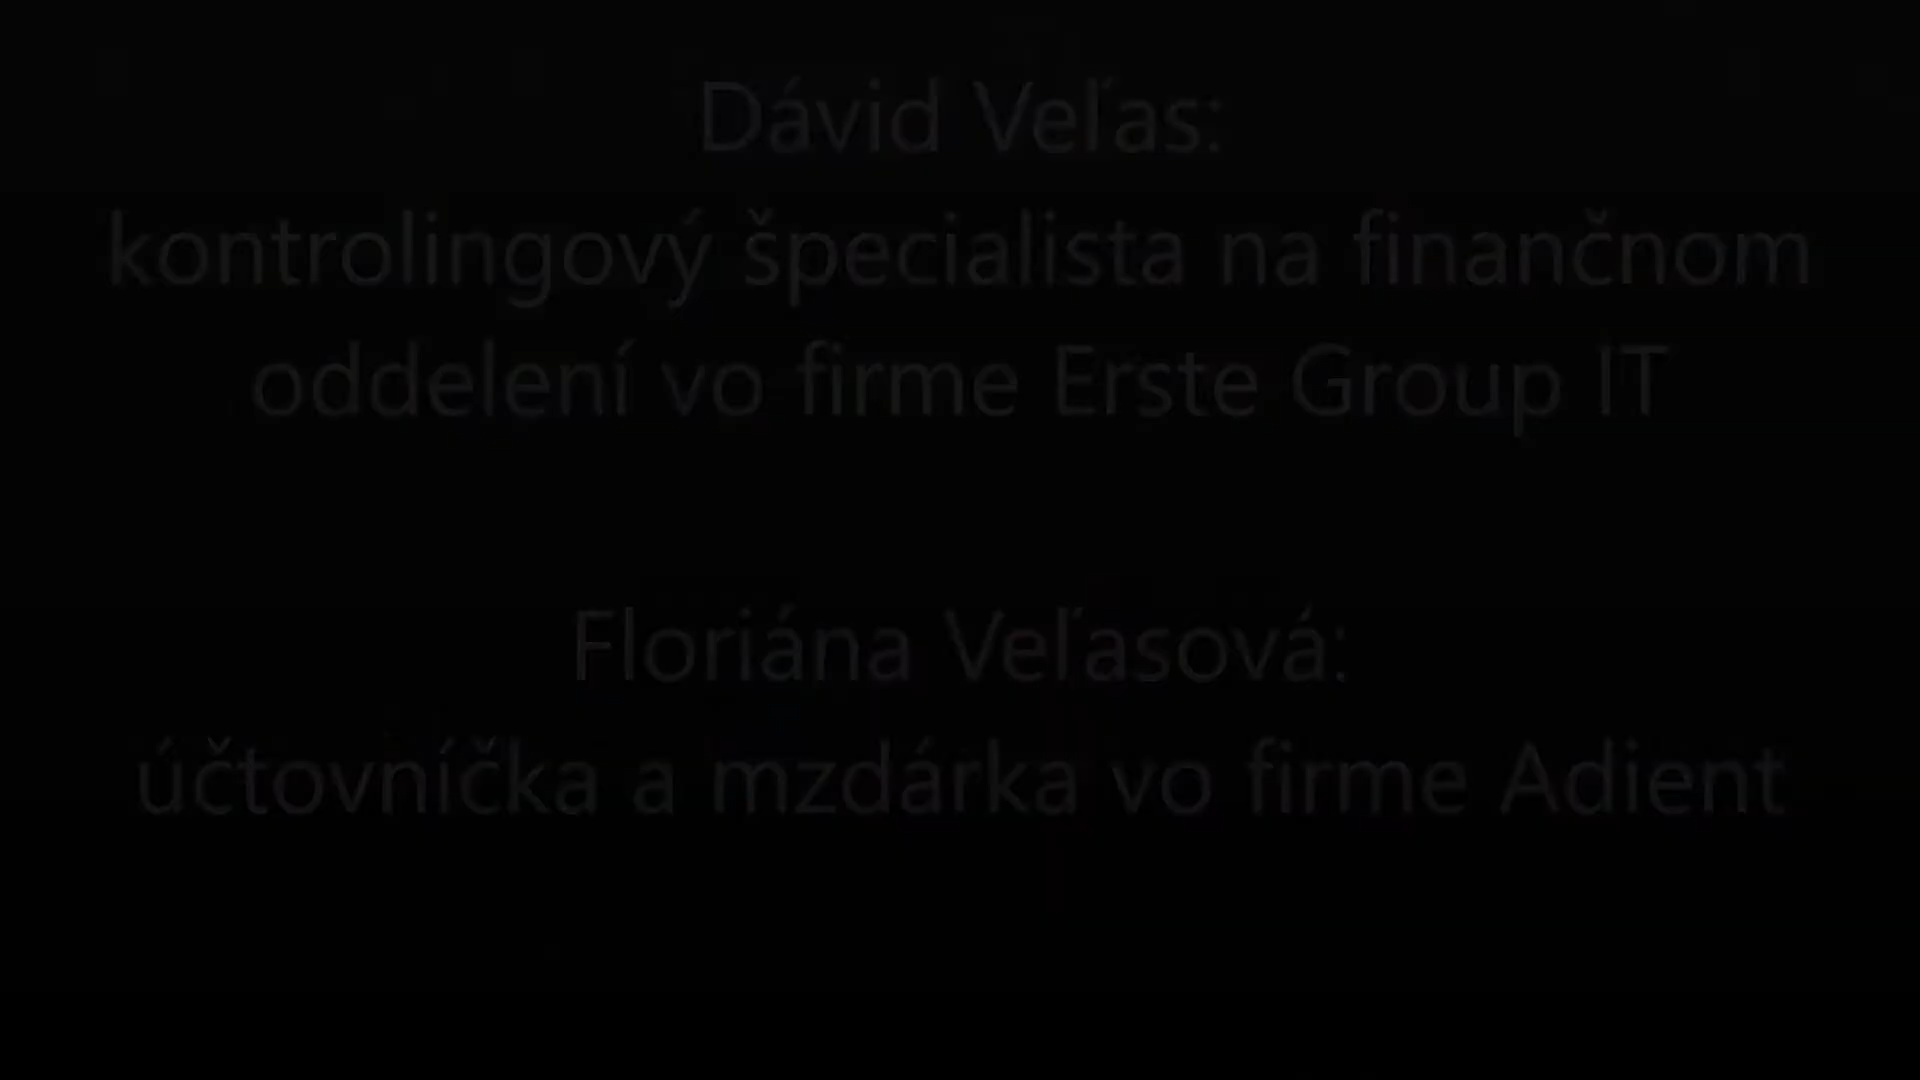 Dávid Veľas:
kontrolingový špecialista na finančnom
oddelení vo firme Erste Group IT
Floriána Veľasová:
účtovníčka a mzdárka vo firme Adient